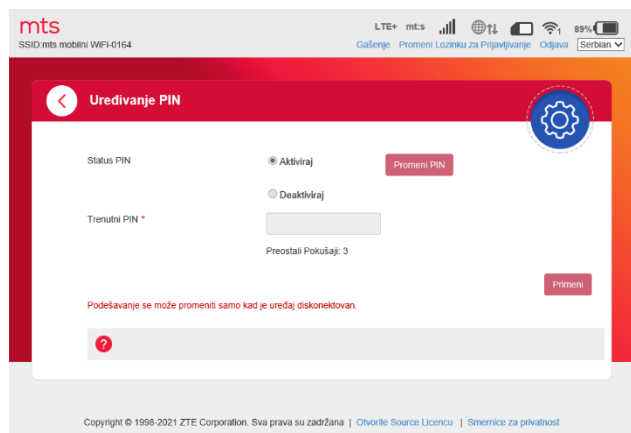 mts
LTE+ mt:s 1 89%
SSID:mts mobilni WIFI-0164
Gašenje Promeni Lozinku za Prijavljivanje Odjava Serbian
Uređivanje PIN
Status PIN Aktiviraj Promeni PIN
Deaktiviraj
Trenutni PIN *
Preostali Pokušaji: 3
Primeni
Podešavanje se može promeniti samo kad je uređaj diskonektovan.
?
Copyright © 1998-2021 ZTE Corporation. Sva prava su zadržana | Otvorite Source Licencu | Smernice za privatnost